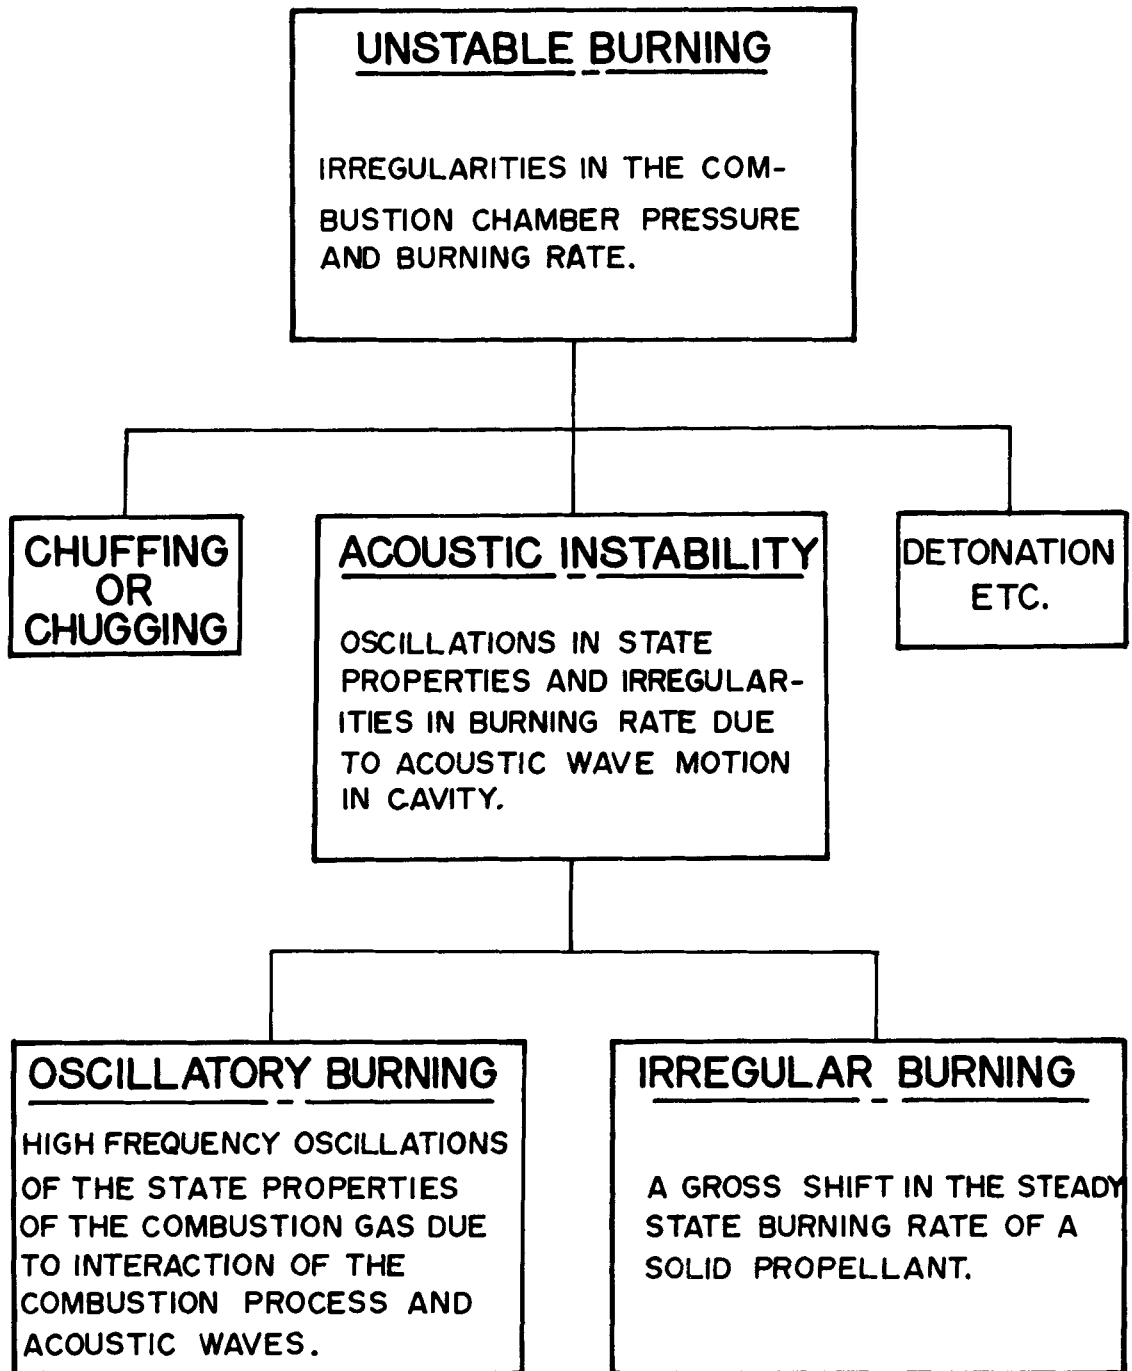 UNSTABLE BURNING
IRREGULARITIES IN THE COM-
BUSTION CHAMBER PRESSURE
AND BURNING RATE.
CHUFFING
OR
CHUGGING
ACOUSTIC INSTABILITY
OSCILLATIONS IN STATE
PROPERTIES AND IRREGULAR-
ITIES IN BURNING RATE DUE
TO ACOUSTIC WAVE MOTION
IN CAVITY.
DETONATION
ETC.
OSCILLATORY BURNING
HIGH FREQUENCY OSCILLATIONS
OF THE STATE PROPERTIES
OF THE COMBUSTION GAS DUE
TO INTERACTION OF THE
COMBUSTION PROCESS AND
ACOUSTIC WAVES.
IRREGULAR BURNING
A GROSS SHIFT IN THE STEADY
STATE BURNING RATE OF A
SOLID PROPELLANT.